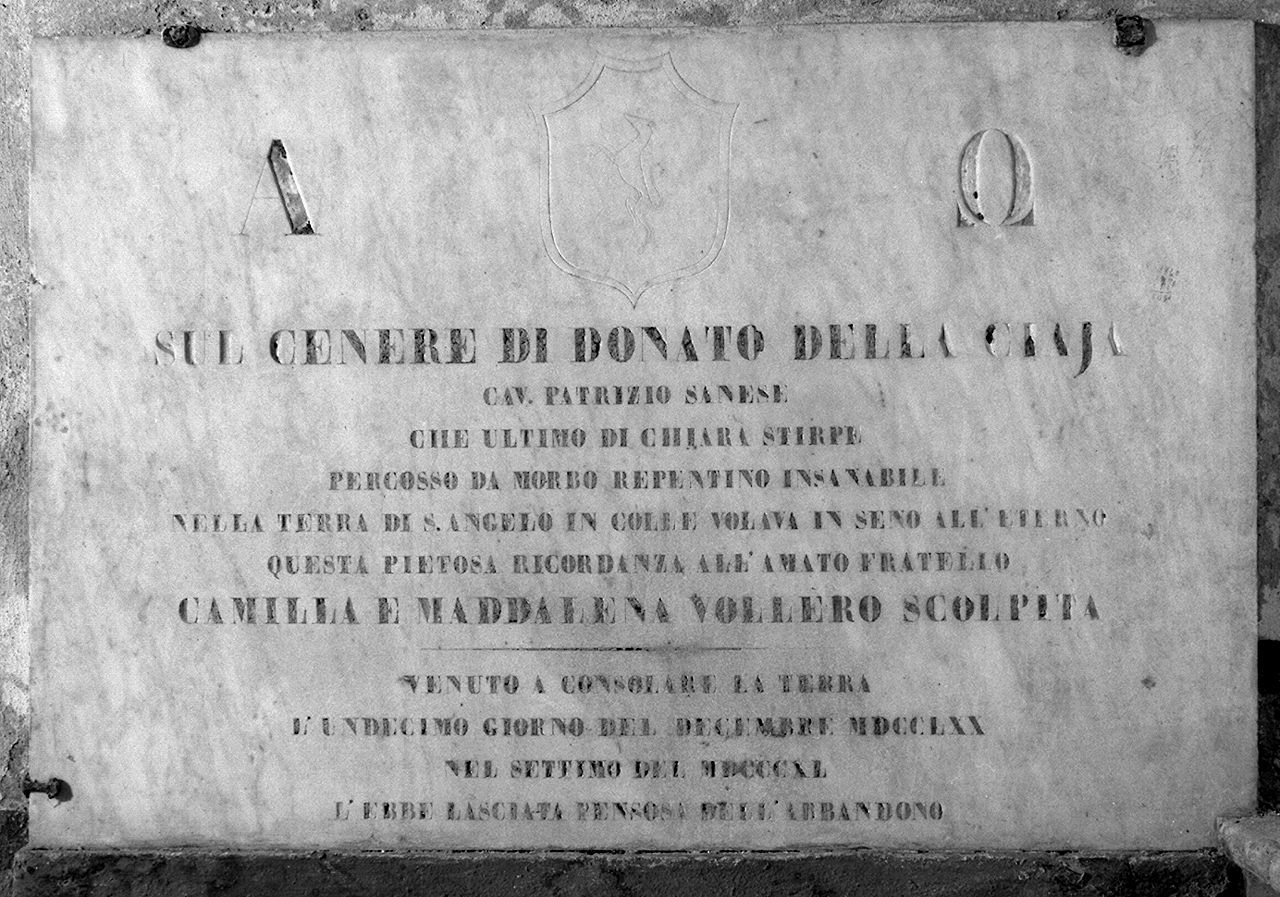 A Ω
SUL CENERE DI DONATO DELLA CIAJA
CAV. PATRIZIO SANESE
CHE ULTIMO DI CHIARA STIRPE
PERCOSSO DA MORBO REPENTINO INSANABILE
NELLA TERRA DI S. ANGELO IN COLLE VOLAVA IN SENO ALL'ETERNO
QUESTA PIETOSA RICORDANZA ALL'AMATO FRATELLO
CAMILLA E MADDALENA VOLLERO SCOLPITA
VENUTO A CONSOLARE LA TERRA
L'UNDECIMO GIORNO DEL DECEMBRE MDCCLXX
NEL SETTIMO DEL MDCCCXL
L'EBBE LASCIATA PENSOSA DELL'ABBANDONO